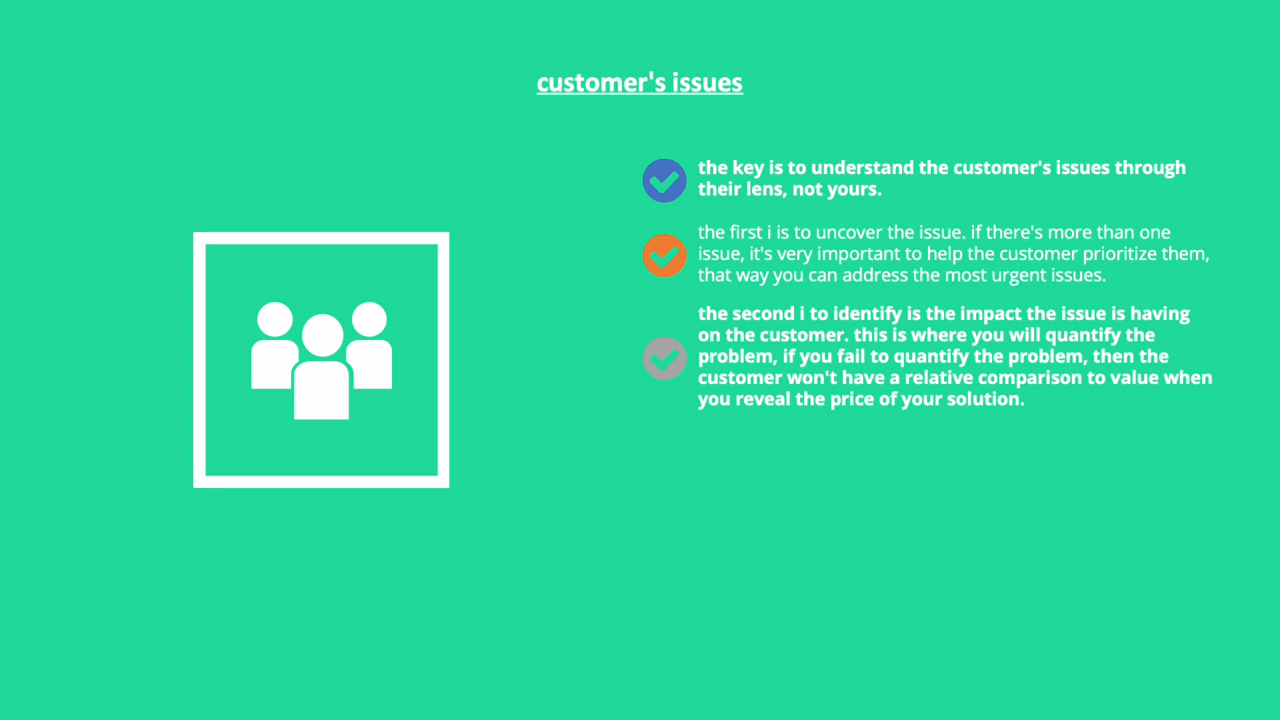 customer's issues
the key is to understand the customer's issues through
their lens, not yours.
the first i is to uncover the issue. if there's more than one
issue, it's very important to help the customer prioritize them,
that way you can address the most urgent issues.
the second i to identify is the impact the issue is having
on the customer. this is where you will quantify the
problem, if you fail to quantify the problem, then the
customer won't have a relative comparison to value when
you reveal the price of your solution.